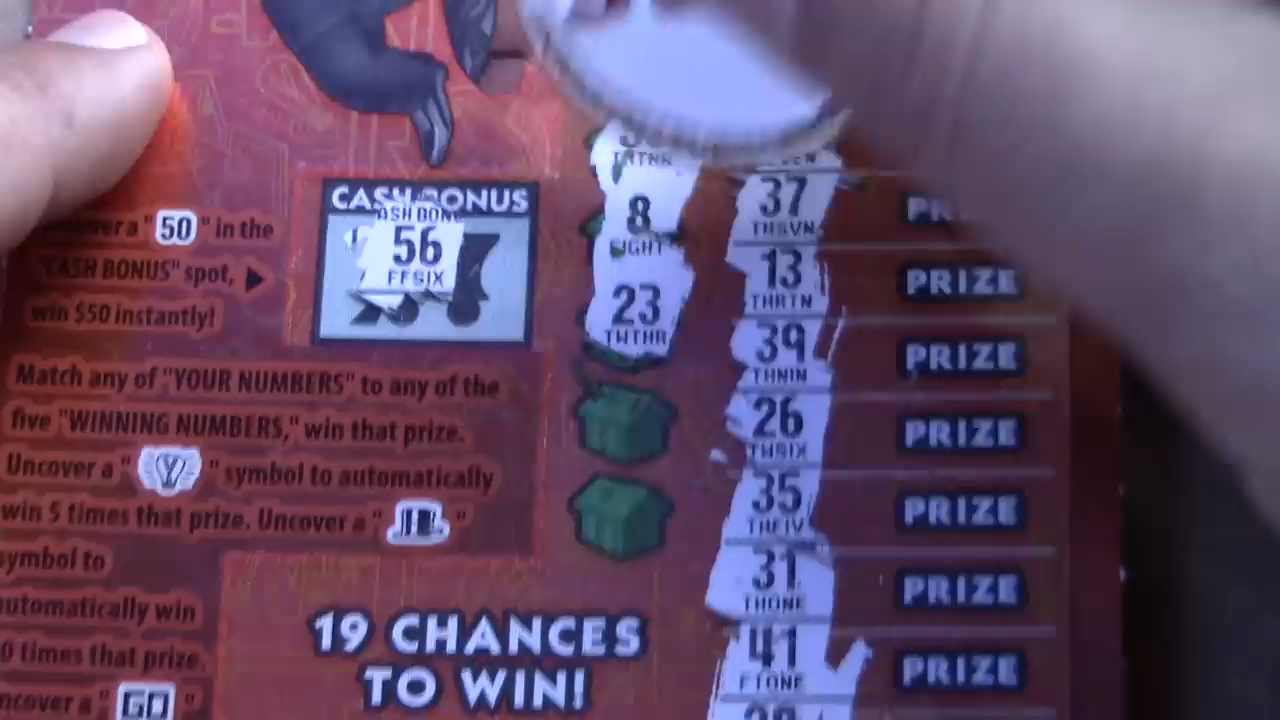 CASH BONUS
ASH BON
56
FFSIX
"50" in the
"CASH BONUS" spot,
win $50 instantly!
Match any of "YOUR NUMBERS" to any of the
five "WINNING NUMBERS," win that prize.
Uncover a " " symbol to automatically
win 5 times that prize. Uncover a " "
symbol to
automatically win
0 times that prize.
"GO"
19 CHANCES
TO WIN!
8
EIGHT
23
TWTHR
37
THSVN
13
THRTN
PRIZE
39
THNIN
PRIZE
26
TWSIX
PRIZE
35
THFIV
PRIZE
31
THONE
PRIZE
41
FTONE
PRIZE